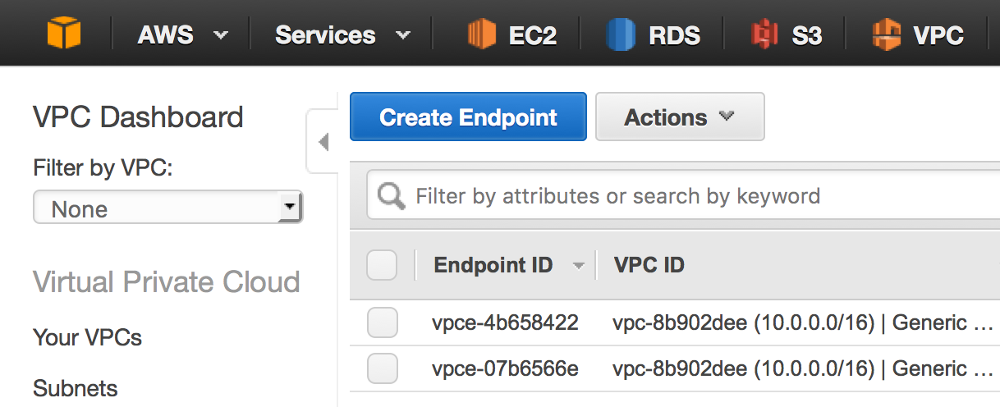 AWS Services EC2 RDS S3 VPC
VPC Dashboard
Filter by VPC:
None
Virtual Private Cloud
Your VPCs
Subnets
Create Endpoint Actions
Filter by attributes or search by keyword
Endpoint ID VPC ID
vpce-4b658422 vpc-8b902dee (10.0.0.0/16) | Generic ...
vpce-07b6566e vpc-8b902dee (10.0.0.0/16) | Generic ...